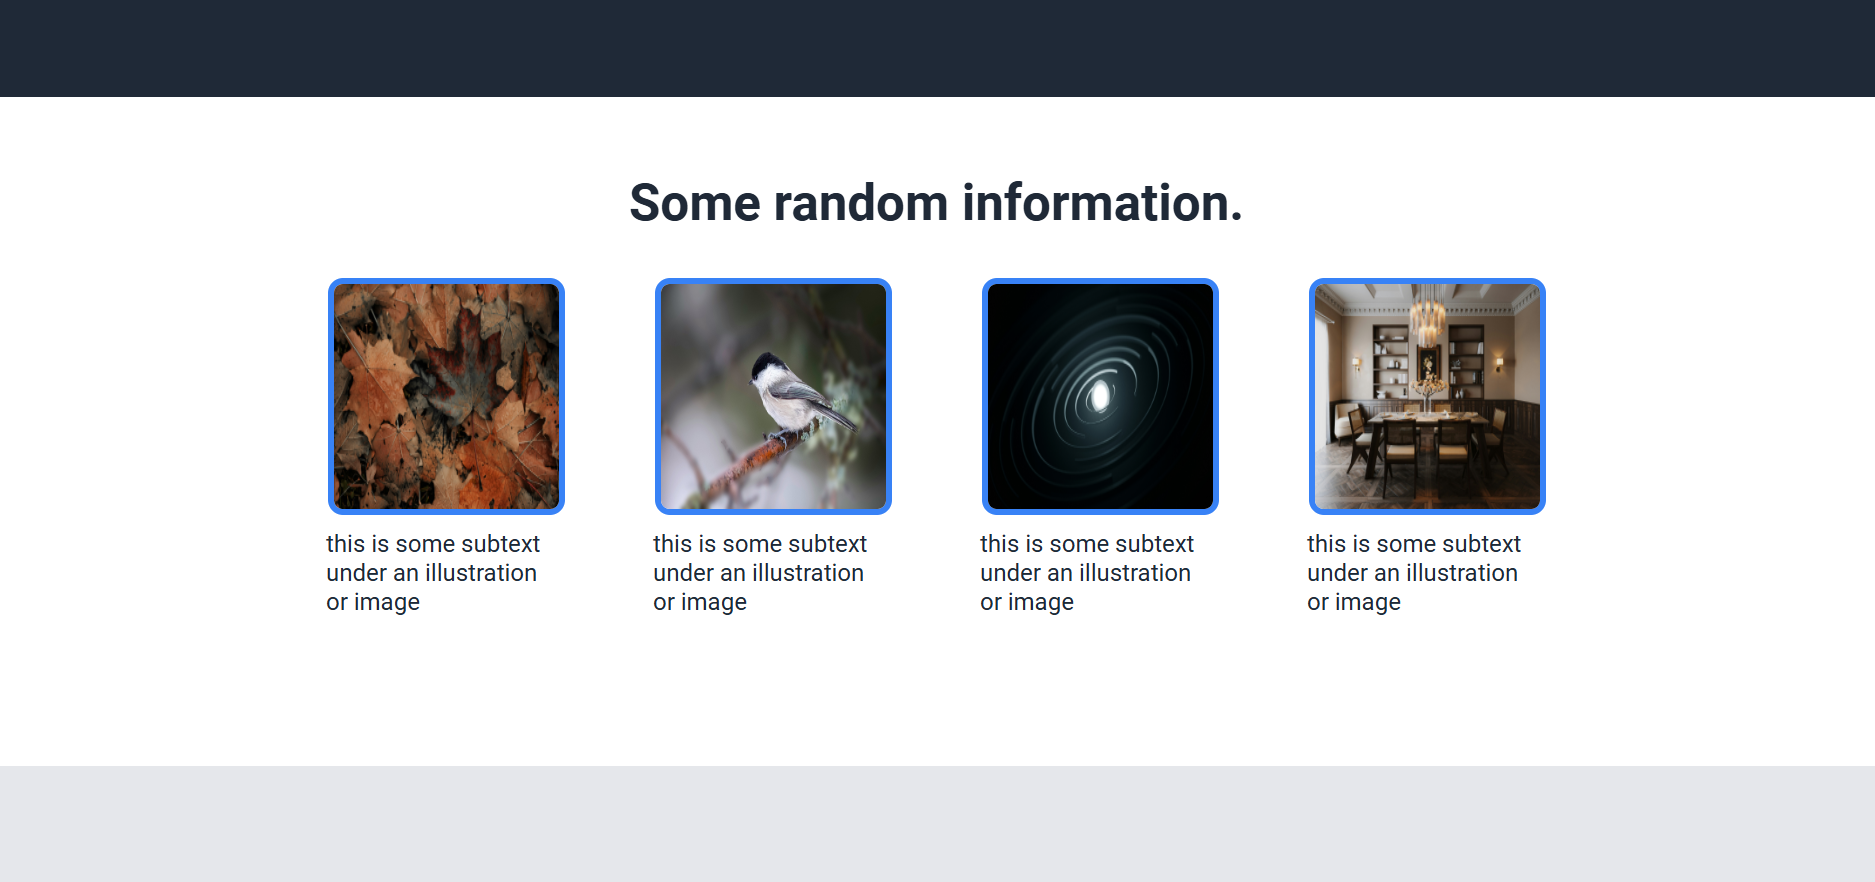 Some random information.
this is some subtext
under an illustration
or image
this is some subtext
under an illustration
or image
this is some subtext
under an illustration
or image
this is some subtext
under an illustration
or image